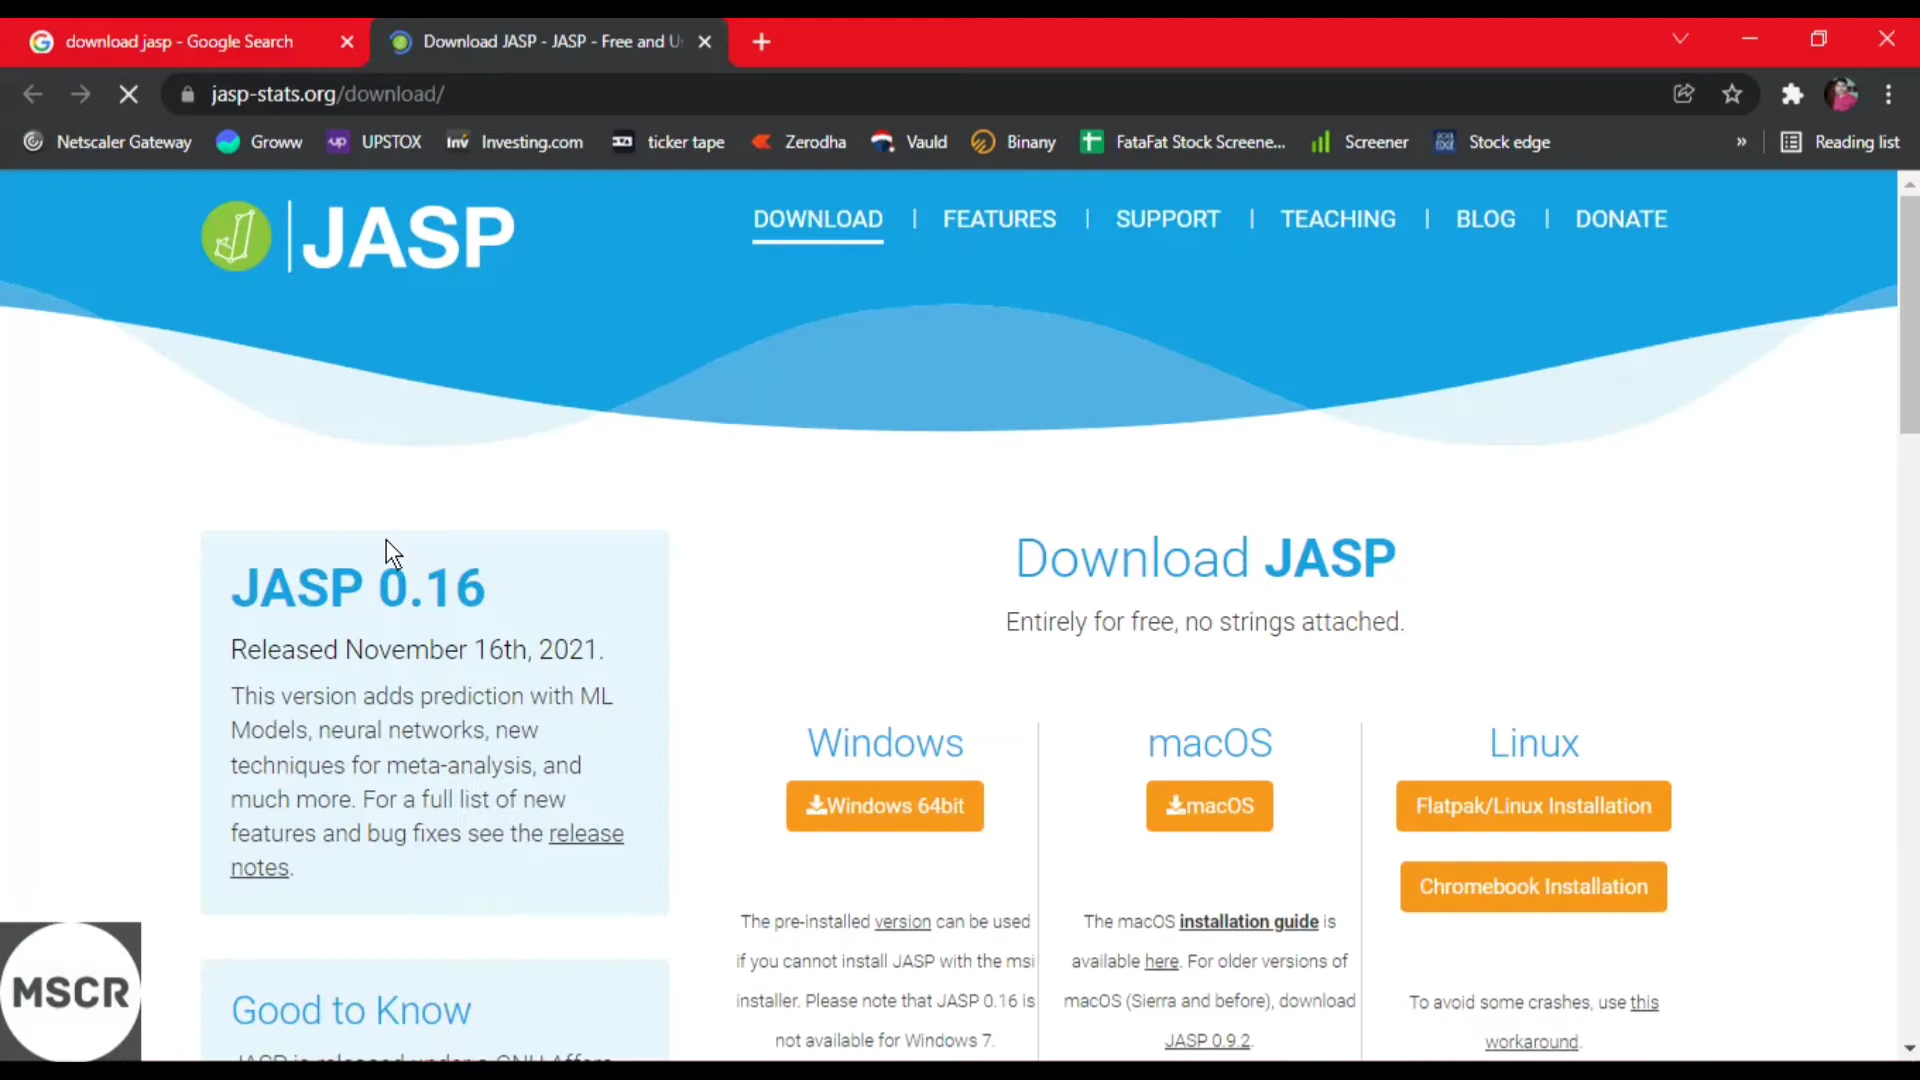 download jasp - Google Search
Download JASP - JASP - Free and U
jasp-stats.org/download/
Netscaler Gateway
Groww
UPSTOX
Investing.com
ticker tape
Zerodha
Vauld
Binany
FataFat Stock Screene...
Screener
Stock edge
»
Reading list
JASP
DOWNLOAD | FEATURES | SUPPORT | TEACHING | BLOG | DONATE
JASP 0.16
Released November 16th, 2021.
This version adds prediction with ML
Models, neural networks, new
techniques for meta-analysis, and
much more. For a full list of new
features and bug fixes see the release
notes.
Good to Know
Download JASP
Entirely for free, no strings attached.
Windows
Windows 64bit
The pre-installed version can be used
if you cannot install JASP with the msi
installer. Please note that JASP 0.16 is
not available for Windows 7.
macOS
macOS
The macOS installation guide is
available here. For older versions of
macOS (Sierra and before), download
JASP 0.9.2.
Linux
Flatpak/Linux Installation
Chromebook Installation
To avoid some crashes, use this
workaround.
MSCR